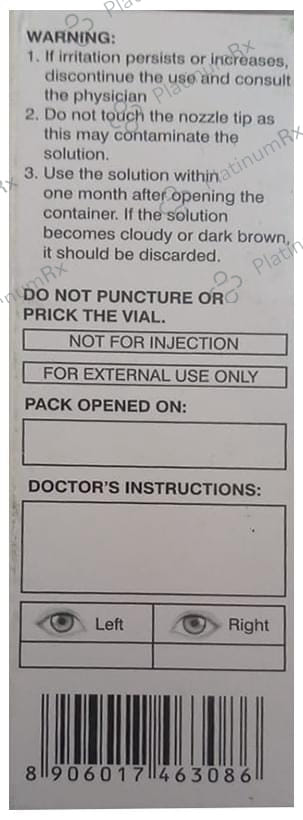 WARNING:
1. If irritation persists or increases,
discontinue the use and consult
the physician
2. Do not touch the nozzle tip as
this may contaminate the
solution.
3. Use the solution within
one month after opening the
container. If the solution
becomes cloudy or dark brown,
it should be discarded.
DO NOT PUNCTURE OR
PRICK THE VIAL.
NOT FOR INJECTION
FOR EXTERNAL USE ONLY
PACK OPENED ON:
DOCTOR'S INSTRUCTIONS:
Left Right
8 906017 463086
PlatinumRx
PlatinumRx